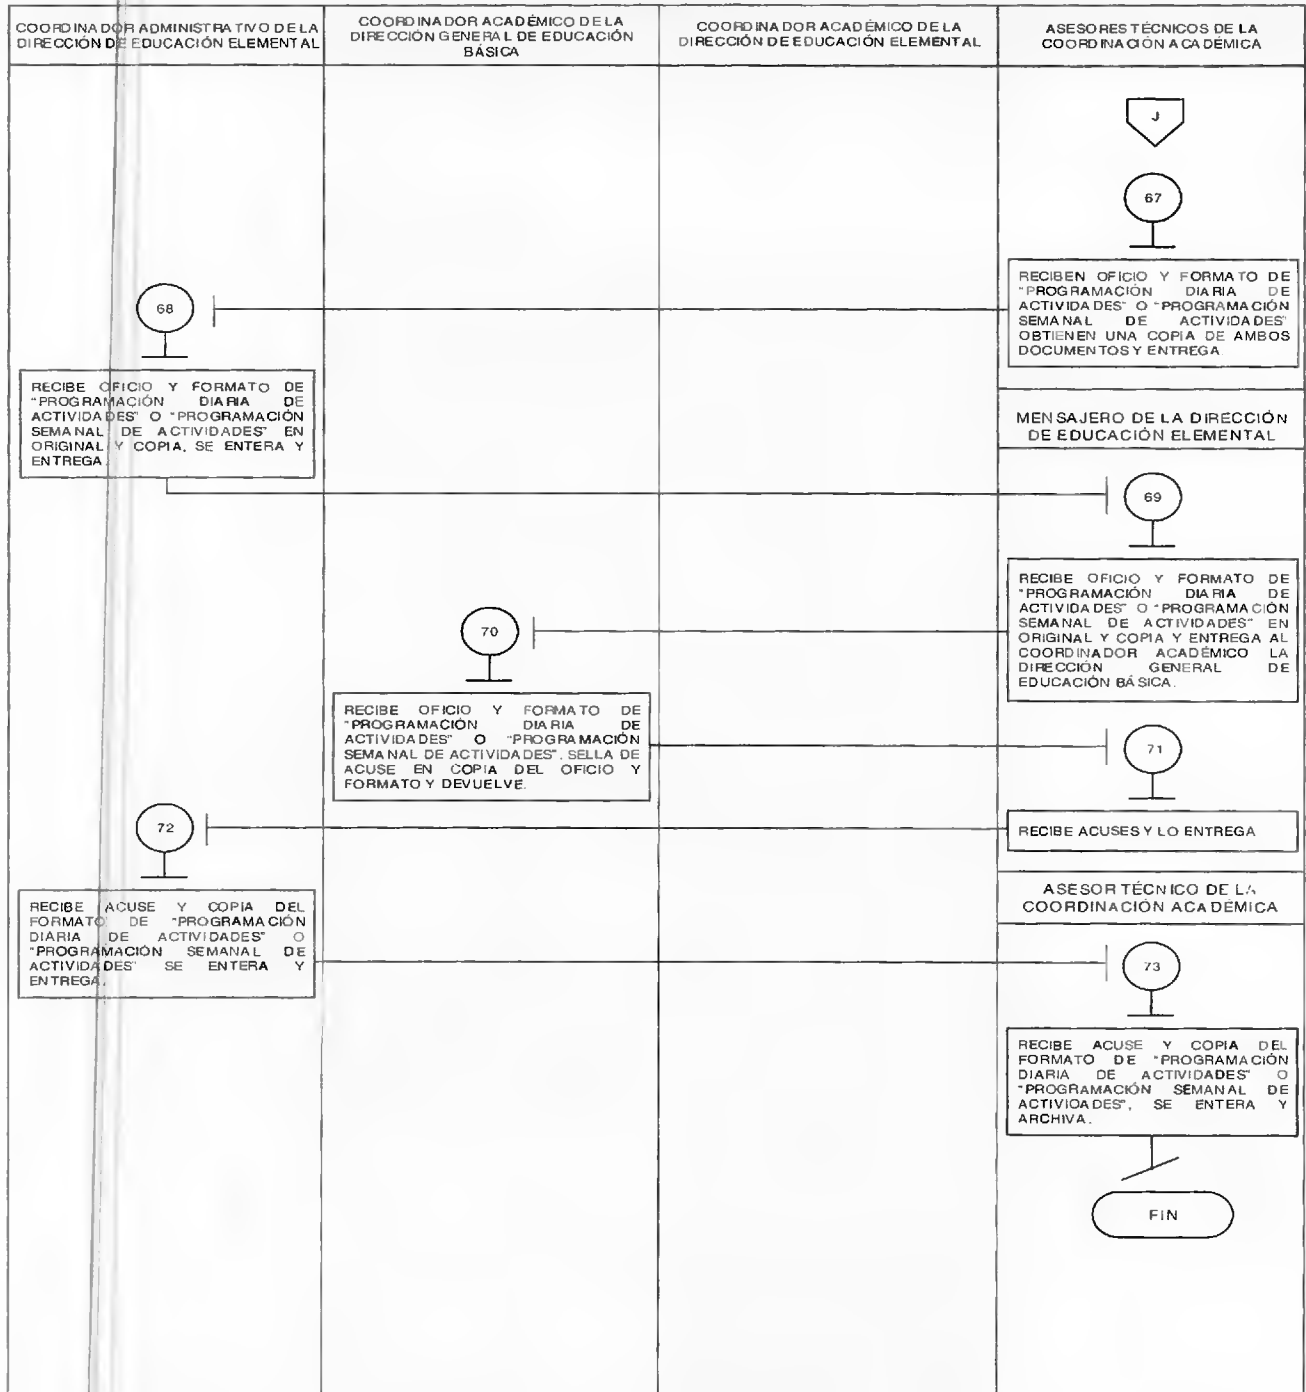 COORDINADOR ADMINISTRATIVO DE LA
DIRECCIÓN DE EDUCACIÓN ELEMENTAL
COORDINADOR ACADÉMICO DE LA
DIRECCIÓN GENERAL DE EDUCACIÓN
BÁSICA
COORDINADOR ACADÉMICO DE LA
DIRECCIÓN DE EDUCACIÓN ELEMENTAL
ASESORES TÉCNICOS DE LA
COORDINACIÓN ACADÉMICA
J
67
RECIBEN OFICIO Y FORMATO DE
"PROGRAMACIÓN DIARIA DE
ACTIVIDADES" O "PROGRAMACIÓN
SEMANAL DE ACTIVIDADES"
OBTIENEN UNA COPIA DE AMBOS
DOCUMENTOS Y ENTREGA
68
RECIBE OFICIO Y FORMATO DE
"PROGRAMACIÓN DIARIA DE
ACTIVIDADES" O "PROGRAMACIÓN
SEMANAL DE ACTIVIDADES" EN
ORIGINAL Y COPIA, SE ENTERA Y
ENTREGA.
MENSAJERO DE LA DIRECCIÓN
DE EDUCACIÓN ELEMENTAL
69
RECIBE OFICIO Y FORMATO DE
"PROGRAMACIÓN DIARIA DE
ACTIVIDADES" O "PROGRAMACIÓN
SEMANAL DE ACTIVIDADES" EN
ORIGINAL Y COPIA Y ENTREGA AL
COORDINADOR ACADÉMICO LA
DIRECCIÓN GENERAL DE
EDUCACIÓN BÁSICA.
70
RECIBE OFICIO Y FORMATO DE
"PROGRAMACIÓN DIARIA DE
ACTIVIDADES" O "PROGRAMACIÓN
SEMANAL DE ACTIVIDADES". SELLA DE
ACUSE EN COPIA DEL OFICIO Y
FORMATO Y DEVUELVE.
71
RECIBE ACUSES Y LO ENTREGA
72
RECIBE ACUSE Y COPIA DEL
FORMATO DE "PROGRAMACIÓN
DIARIA DE ACTIVIDADES" O
"PROGRAMACIÓN SEMANAL DE
ACTIVIDADES" SE ENTERA Y
ENTREGA.
ASESOR TÉCNICO DE LA
COORDINACIÓN ACADÉMICA
73
RECIBE ACUSE Y COPIA DEL
FORMATO DE "PROGRAMACIÓN
DIARIA DE ACTIVIDADES" O
"PROGRAMACIÓN SEMANAL DE
ACTIVIDADES", SE ENTERA Y
ARCHIVA.
FIN